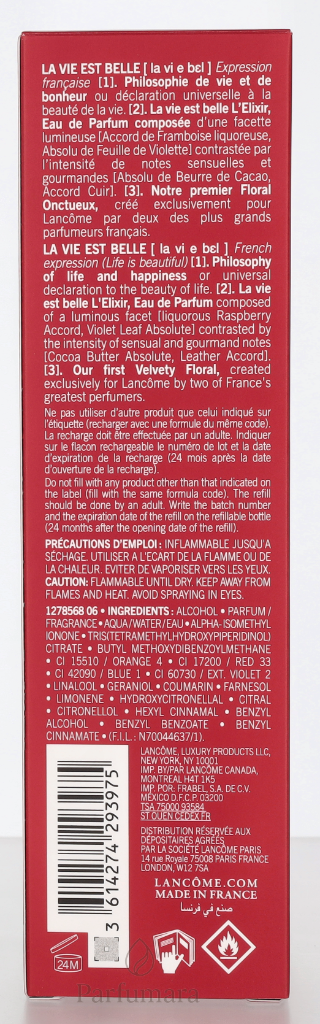 LA VIE EST BELLE [ la vi e bɛl ] Expression
française [1]. Philosophie de vie et de
bonheur ou déclaration universelle à la
beauté de la vie. [2]. La vie est belle L'Elixir,
Eau de Parfum composée d'une facette
lumineuse [Accord de Framboise liquoreuse,
Absolu de Feuille de Violette] contrastée par
l'intensité de notes sensuelles et
gourmandes [Absolu de Beurre de Cacao,
Accord Cuir]. [3]. Notre premier Floral
Onctueux, créé exclusivement pour
Lancôme par deux des plus grands
parfumeurs français.
LA VIE EST BELLE [ la vi e bɛl ] French
expression (Life is beautiful) [1]. Philosophy
of life and happiness or universal
declaration to the beauty of life. [2]. La vie
est belle L'Elixir, Eau de Parfum composed
of a luminous facet [liquorous Raspberry
Accord, Violet Leaf Absolute] contrasted by
the intensity of sensual and gourmand notes
[Cocoa Butter Absolute, Leather Accord].
[3]. Our first Velvety Floral, created
exclusively for Lancôme by two of France's
greatest perfumers.
Ne pas utiliser d'autre produit que celui indiqué sur
l'étiquette (recharger avec une formule du même code).
La recharge doit être effectuée par un adulte. Indiquer
sur le flacon rechargeable le numéro de lot et la date
d'expiration de la recharge (24 mois après la date
d'ouverture de la recharge).
Do not fill with any product other than that indicated on
the label (fill with the same formula code). The refill
should be done by an adult. Write the batch number
and the expiration date of the refill on the refillable bottle
(24 months after the opening date of the refill).
PRÉCAUTIONS D'EMPLOI : INFLAMMABLE JUSQU'A
SÉCHAGE. UTILISER A L'ECART DE LA FLAMME OU DE
LA CHALEUR. EVITER DE VAPORISER VERS LES YEUX.
CAUTION: FLAMMABLE UNTIL DRY. KEEP AWAY FROM
FLAMES AND HEAT. AVOID SPRAYING IN EYES.
1278568 06 • INGREDIENTS : ALCOHOL • PARFUM /
FRAGRANCE • AQUA / WATER / EAU • ALPHA-ISOMETHYL
IONONE • TRIS(TETRAMETHYLHYDROXYPIPERIDINOL)
CITRATE • BUTYL METHOXYDIBENZOYLMETHANE
• CI 15510 / ORANGE 4 • CI 17200 / RED 33
• CI 42090 / BLUE 1 • CI 60730 / EXT. VIOLET 2
• LINALOOL • GERANIOL • COUMARIN • FARNESOL
• LIMONENE • HYDROXYCITRONELLAL • CITRAL
• CITRONELLOL • HEXYL CINNAMAL • BENZYL
ALCOHOL • BENZYL BENZOATE • BENZYL
CINNAMATE • (F.I.L. : N70044637/1).
LANCÔME, LUXURY PRODUCTS LLC,
NEW YORK, NY 10001
IMP. BY/PAR LANCÔME CANADA,
MONTREAL H4T 1K5
IMP. POR: FRABEL, S.A. DE C.V.
MÉXICO D.F.C.P. 03200
TSA 75000 93584
ST OUEN CEDEX FR
DISTRIBUTION RÉSERVÉE AUX
DÉPOSITAIRES AGRÉÉS
PAR LA SOCIÉTÉ LANCÔME PARIS
14 rue Royale 75008 PARIS FRANCE
LONDON, W12 7SA
LANCÔME.COM
MADE IN FRANCE
صنع في فرنسا
3 614274 293975
24M
Parfumara